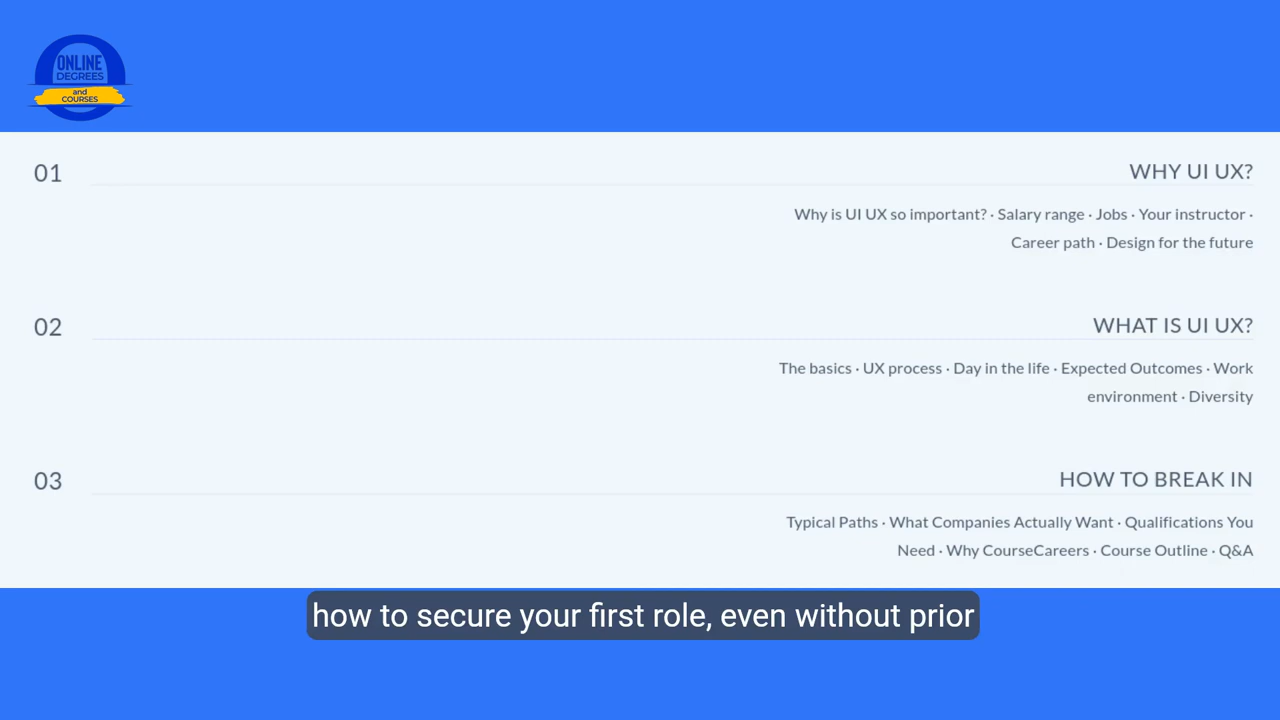 ONLINE
DEGREES
and
COURSES
01
WHY UI UX?
Why is UI UX so important? · Salary range · Jobs · Your instructor ·
Career path · Design for the future
02
WHAT IS UI UX?
The basics · UX process · Day in the life · Expected Outcomes · Work
environment · Diversity
03
HOW TO BREAK IN
Typical Paths · What Companies Actually Want · Qualifications You
Need · Why CourseCareers · Course Outline · Q&A
how to secure your first role, even without prior